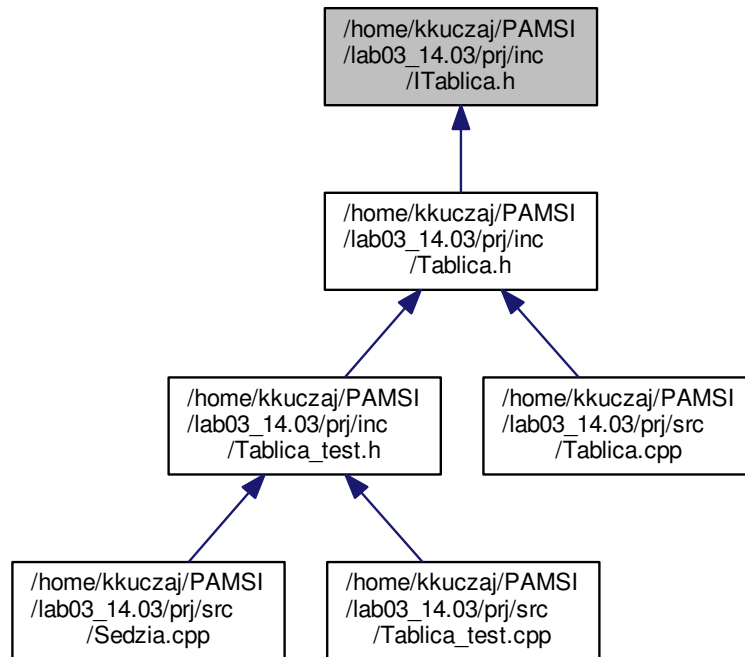 /home/kkuczaj/PAMSI
/lab03_14.03/prj/inc
/ITablica.h
/home/kkuczaj/PAMSI
/lab03_14.03/prj/inc
/Tablica.h
/home/kkuczaj/PAMSI
/lab03_14.03/prj/inc
/Tablica_test.h
/home/kkuczaj/PAMSI
/lab03_14.03/prj/src
/Tablica.cpp
/home/kkuczaj/PAMSI
/lab03_14.03/prj/src
/Sedzia.cpp
/home/kkuczaj/PAMSI
/lab03_14.03/prj/src
/Tablica_test.cpp